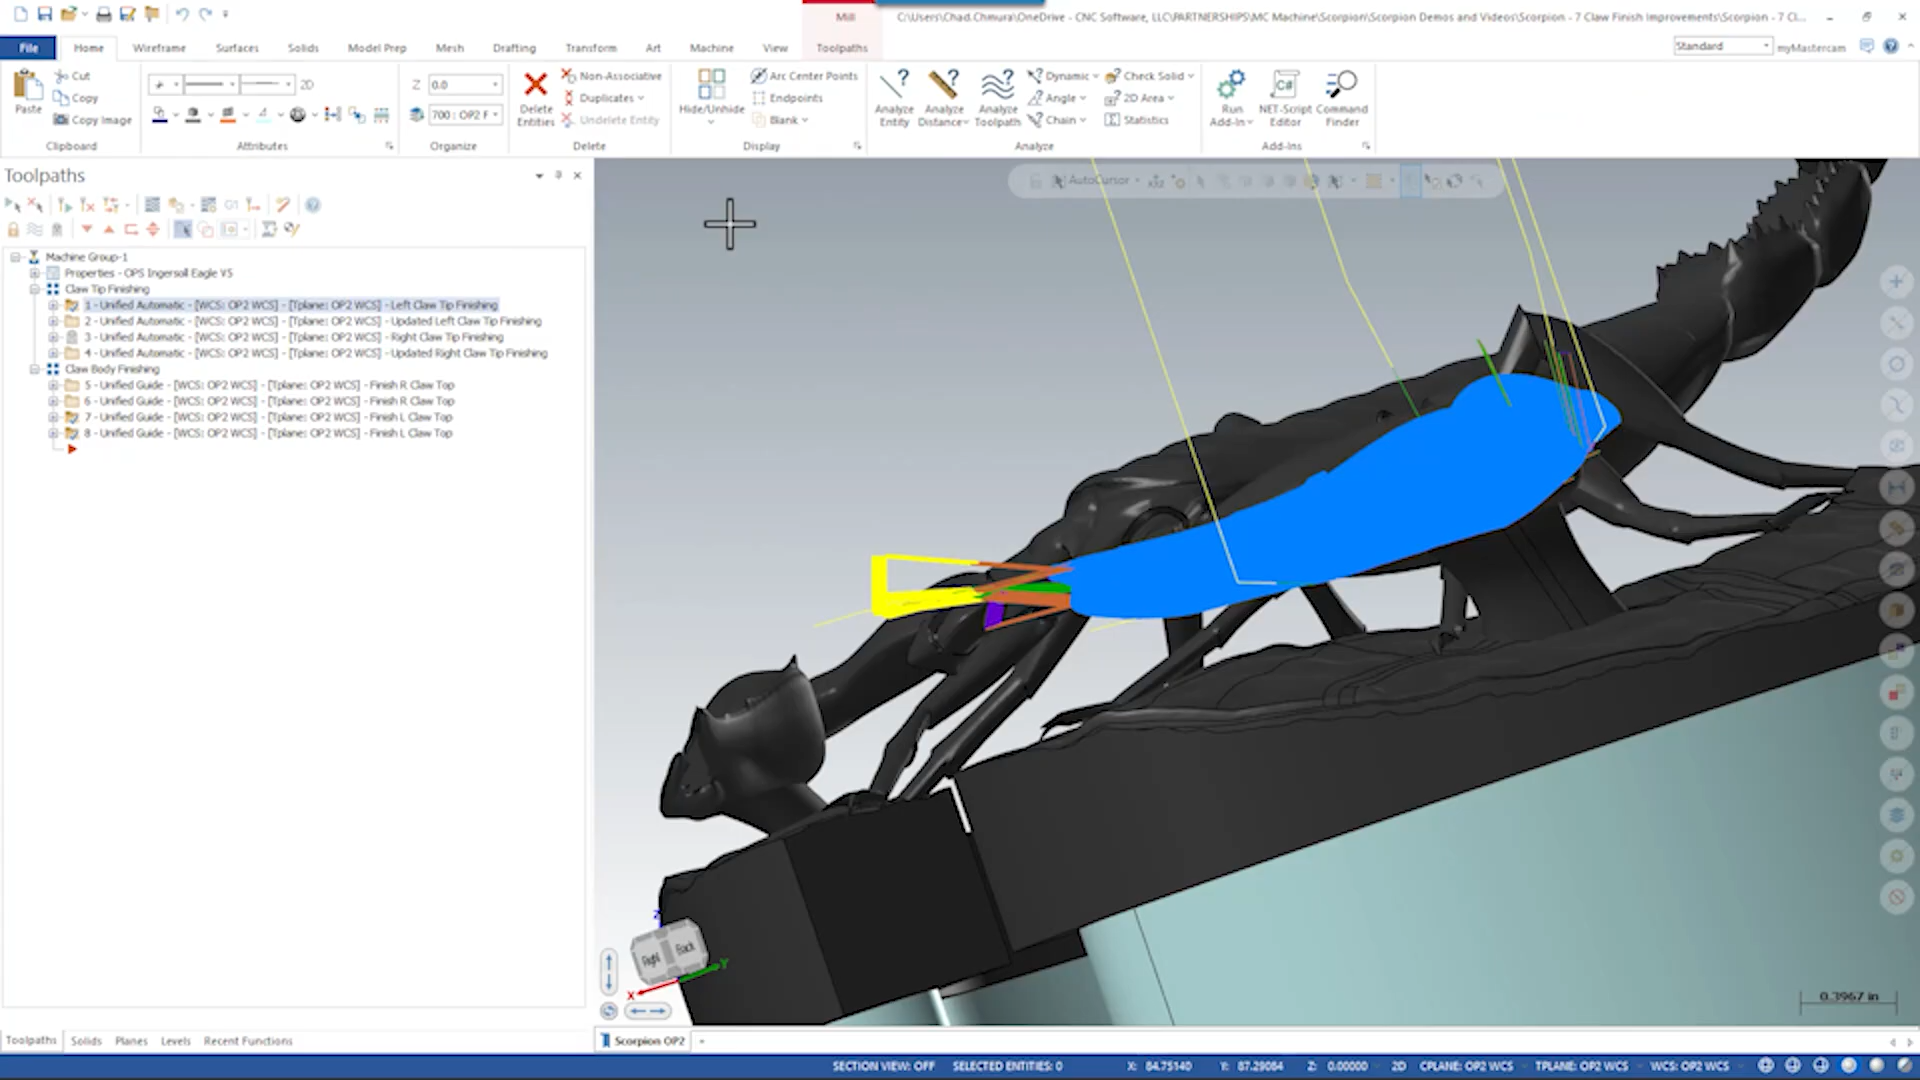 Mill
C:\Users\Chad.Chmura\OneDrive - CNC Software, LLC\PARTNERSHIPS\MC Machine\Scorpion\Scorpion Demos and Videos\Scorpion - 7 Claw Finish Improvements\Scorpion - 7 Cl...
File Home Wireframe Surfaces Solids Model Prep Mesh Drafting Transform Art Machine View Toolpaths
Standard myMastercam
Paste Cut Copy Copy Image
Clipboard
2D
Attributes
Z 0.0
700 : OP2 F
Organize
Delete Entities Non-Associative Duplicates Undelete Entity
Delete
Hide/Unhide Arc Center Points Endpoints Blank
Display
Analyze Entity Analyze Distance Analyze Toolpath Dynamic Angle Chain Check Solid 2D Area Statistics
Analyze
Run Add-In .NET-Script Editor Command Finder
Add-Ins
Toolpaths
AutoCursor
G1
Machine Group-1
Properties - OPS Ingersoll Eagle V5
Claw Tip Finishing
1 - Unified Automatic - [WCS: OP2 WCS] - [Tplane: OP2 WCS] - Left Claw Tip Finishing
2 - Unified Automatic - [WCS: OP2 WCS] - [Tplane: OP2 WCS] - Updated Left Claw Tip Finishing
3 - Unified Automatic - [WCS: OP2 WCS] - [Tplane: OP2 WCS] - Right Claw Tip Finishing
4 - Unified Automatic - [WCS: OP2 WCS] - [Tplane: OP2 WCS] - Updated Right Claw Tip Finishing
Claw Body Finishing
5 - Unified Guide - [WCS: OP2 WCS] - [Tplane: OP2 WCS] - Finish R Claw Top
6 - Unified Guide - [WCS: OP2 WCS] - [Tplane: OP2 WCS] - Finish R Claw Top
7 - Unified Guide - [WCS: OP2 WCS] - [Tplane: OP2 WCS] - Finish L Claw Top
8 - Unified Guide - [WCS: OP2 WCS] - [Tplane: OP2 WCS] - Finish L Claw Top
Z
Right Back
Y
X
0.3967 in
Toolpaths Solids Planes Levels Recent Functions
Scorpion OP2
SECTION VIEW: OFF SELECTED ENTITIES: 0 X: 84.75140 Y: 87.29084 Z: 0.00000 2D CPLANE: OP2 WCS TPLANE: OP2 WCS WCS: OP2 WCS